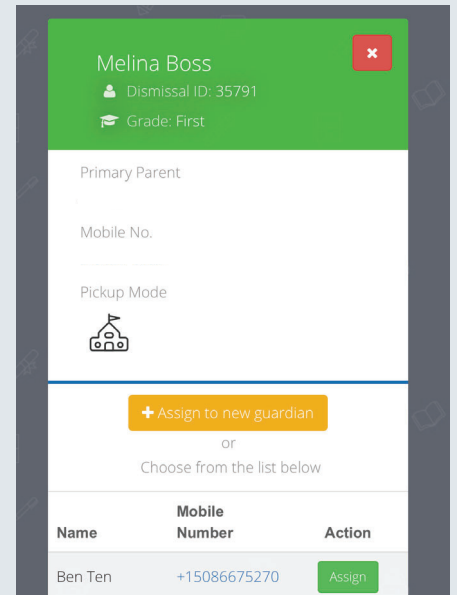 Melina Boss
Dismissal ID: 35791
Grade: First
Primary Parent
Mobile No.
Pickup Mode
+ Assign to new guardian
or
Choose from the list below
Name Mobile Number Action
Ben Ten +15086675270 Assign